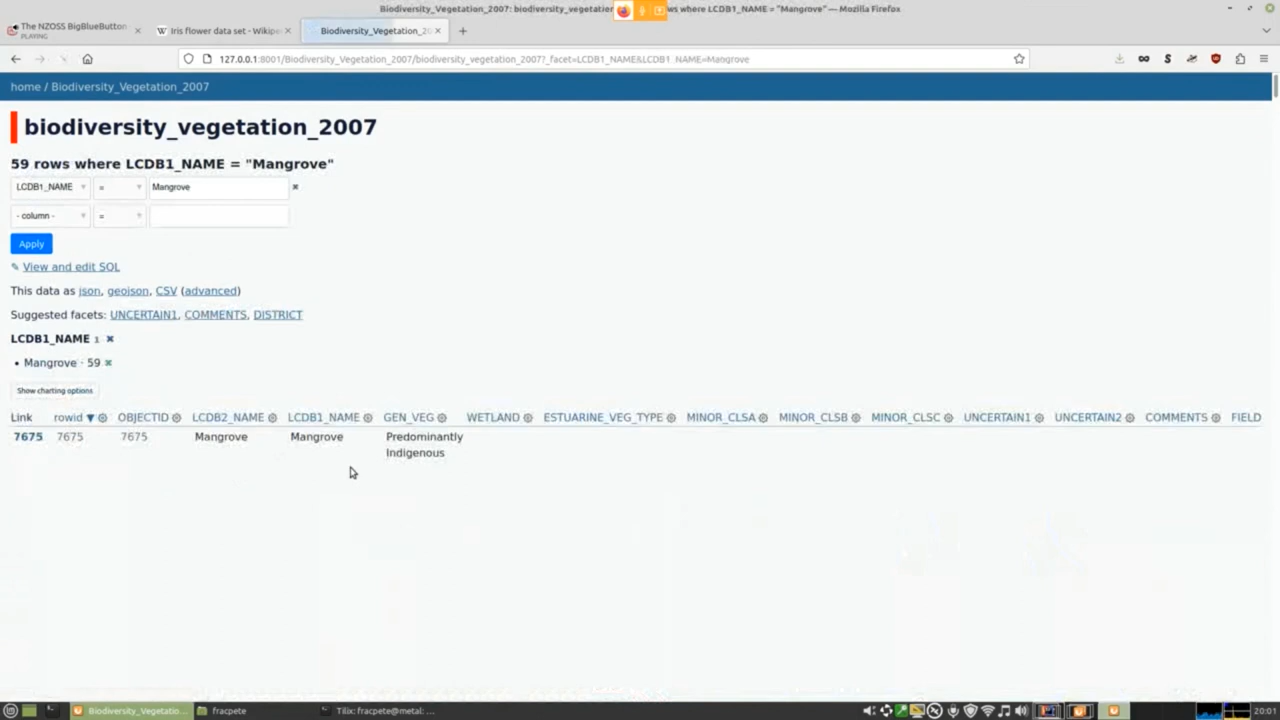 Biodiversity_Vegetation_2007: biodiversity_vegetation ws where LCDB1_NAME = "Mangrove" — Mozilla Firefox
The NZOSS BigBlueButton
PLAYING
Iris flower data set - Wikipe
Biodiversity_Vegetation_20
127.0.0.1:8001/Biodiversity_Vegetation_2007/biodiversity_vegetation_2007?_facet=LCDB1_NAME&LCDB1_NAME=Mangrove
home / Biodiversity_Vegetation_2007
biodiversity_vegetation_2007
59 rows where LCDB1_NAME = "Mangrove"
LCDB1_NAME = Mangrove
- column - =
Apply
View and edit SQL
This data as json, geojson, CSV (advanced)
Suggested facets: UNCERTAIN1, COMMENTS, DISTRICT
LCDB1_NAME 1
• Mangrove · 59
Show charting options
Link rowid ▼ OBJECTID LCDB2_NAME LCDB1_NAME GEN_VEG WETLAND ESTUARINE_VEG_TYPE MINOR_CLSA MINOR_CLSB MINOR_CLSC UNCERTAIN1 UNCERTAIN2 COMMENTS FIELD
7675 7675 7675 Mangrove Mangrove Predominantly
Indigenous
Biodiversity_Vegetatio... fracpete Tilix: fracpete@metal: ... 20:01